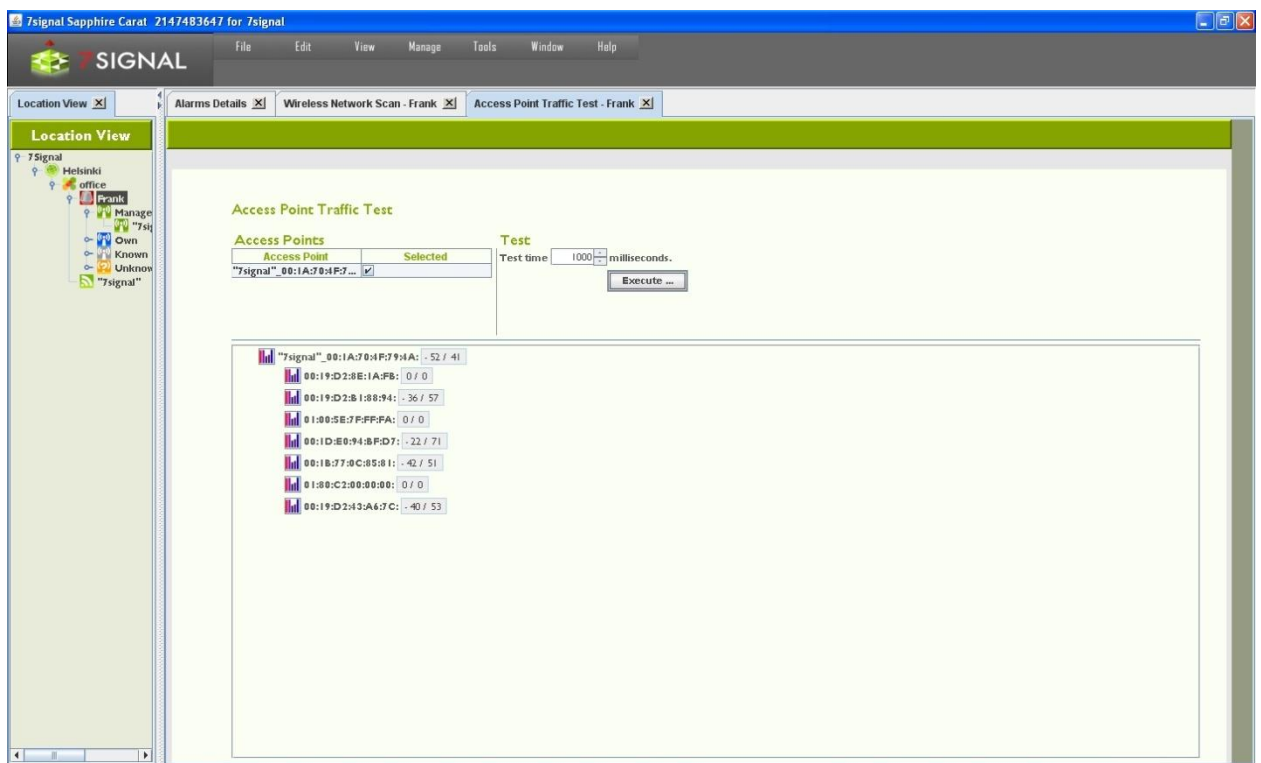 7signal Sapphire Carat 2147483647 for 7signal
7SIGNAL
File Edit View Manage Tools Window Help
Location View
Alarms Details
Wireless Network Scan - Frank
Access Point Traffic Test - Frank
Location View
7Signal
Helsinki
office
Frank
Manage
"7sig
Own
Known
Unknow
"7signal"
Access Point Traffic Test
Access Points
Access Point Selected
"7signal"_00:1A:70:4F:7...
Test
Test time 1000 milliseconds.
Execute ...
"7signal"_00:1A:70:4F:79:4A: - 52 / 41
00:19:D2:8E:1A:FB: 0 / 0
00:19:D2:B1:88:94: - 36 / 57
01:00:5E:7F:FF:FA: 0 / 0
00:1D:E0:94:BF:D7: - 22 / 71
00:1B:77:0C:85:81: - 42 / 51
01:80:C2:00:00:00: 0 / 0
00:19:D2:43:A6:7C: - 40 / 53